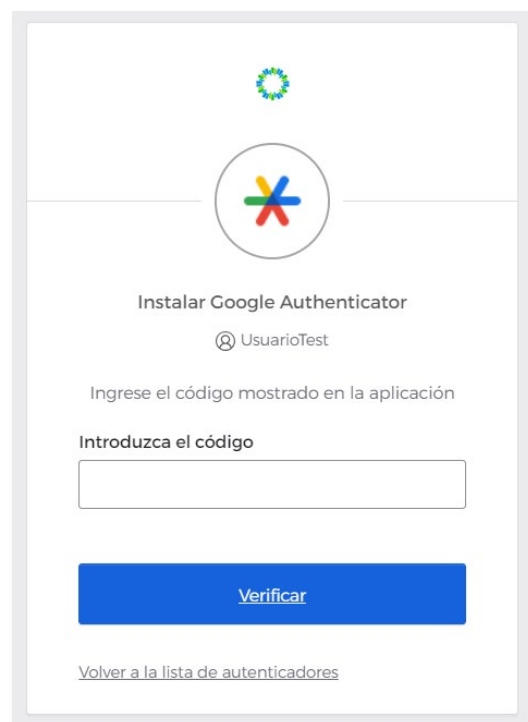 Instalar Google Authenticator
UsuarioTest
Ingrese el código mostrado en la aplicación
Introduzca el código
Verificar
Volver a la lista de autenticadores